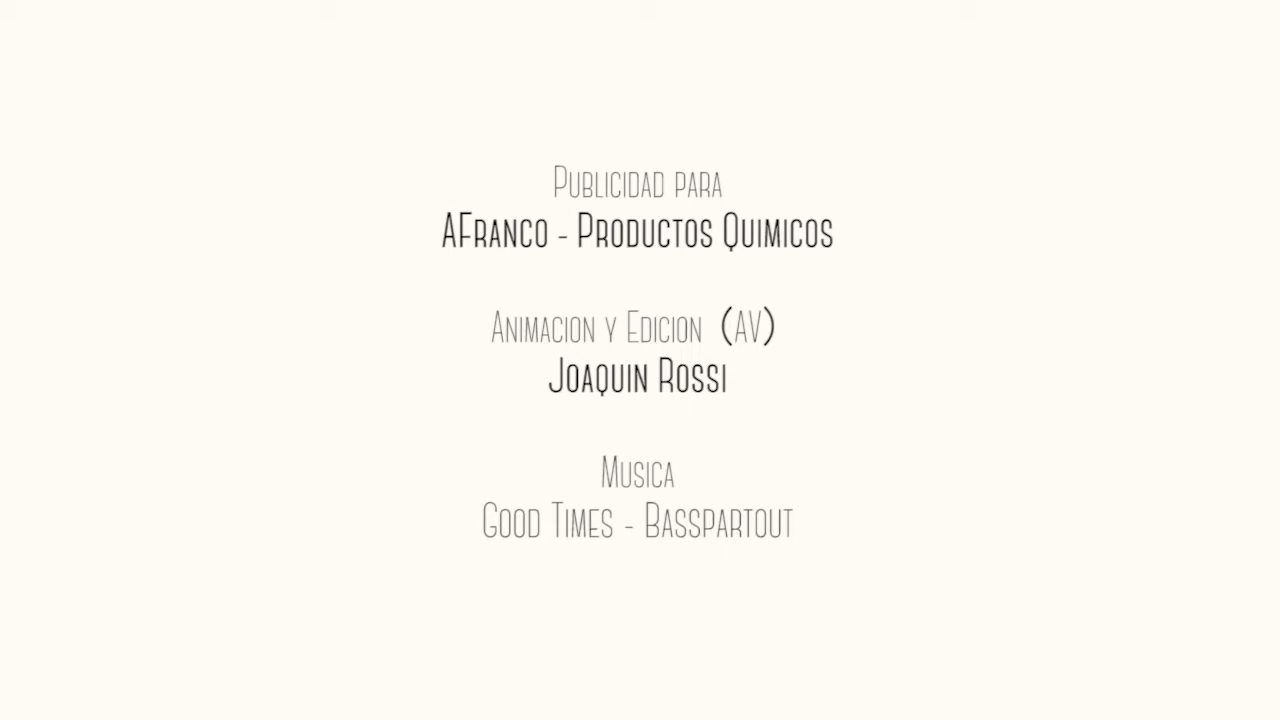 Publicidad para
AFranco - Productos Quimicos
Animacion y Edicion (AV)
Joaquin Rossi
Musica
Good Times - Basspartout